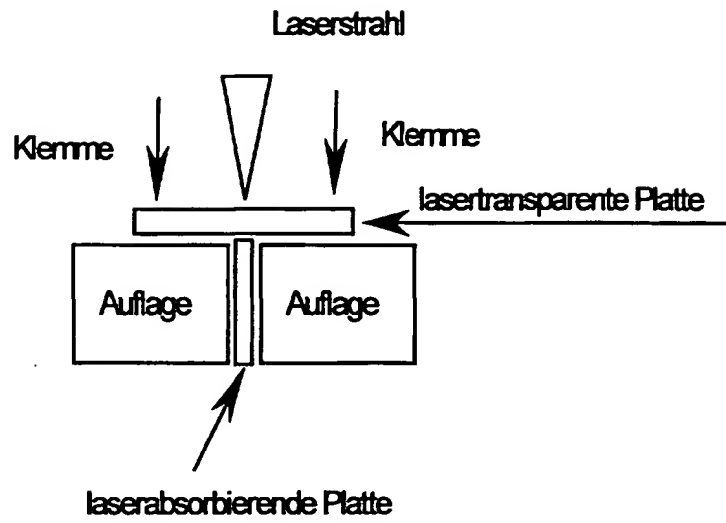 Laserstrahl
Klemme
Klemme
lasertransparente Platte
Auflage
Auflage
laserabsorbierende Platte